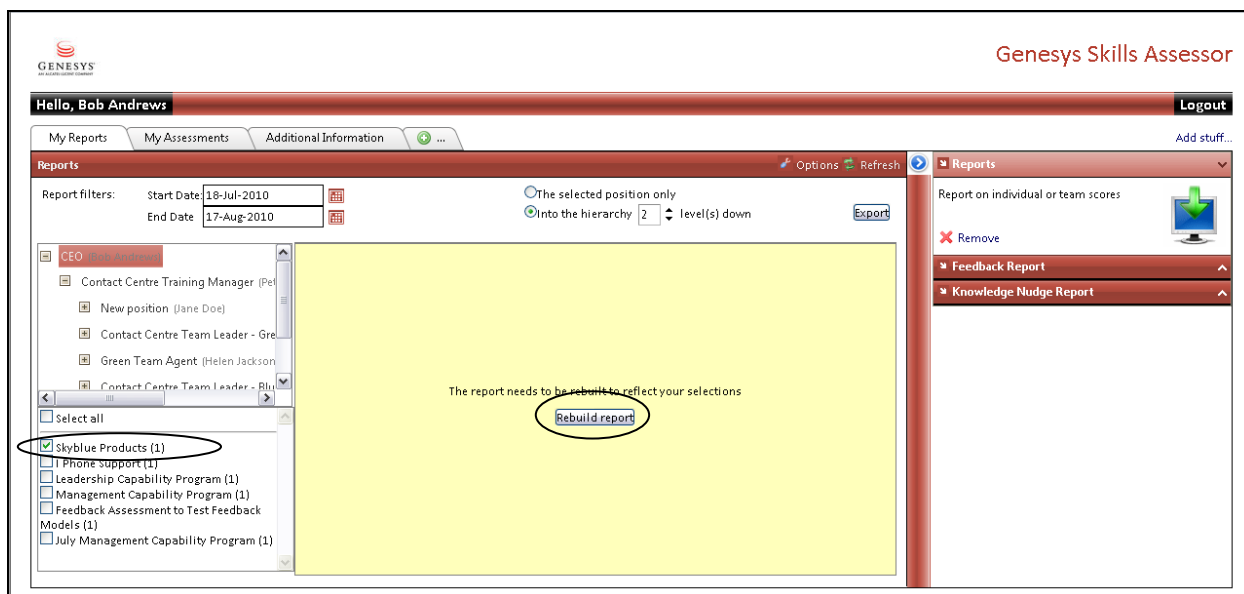 GENESYS
AN ALCATEL-LUCENT COMPANY
Genesys Skills Assessor
Hello, Bob Andrews
Logout
My Reports
My Assessments
Additional Information
...
Add stuff...
Reports
Options
Refresh
Reports
Report filters:
Start Date:
18-Jul-2010
End Date
17-Aug-2010
The selected position only
Into the hierarchy 2 level(s) down
Export
Report on individual or team scores
Remove
Feedback Report
Knowledge Nudge Report
CEO (Bob Andrews)
Contact Centre Training Manager (Pet
New position (Jane Doe)
Contact Centre Team Leader - Gre
Green Team Agent (Helen Jackson
Contact Centre Team Leader - Blu
Select all
Skyblue Products (1)
I Phone Support (1)
Leadership Capability Program (1)
Management Capability Program (1)
Feedback Assessment to Test Feedback
Models (1)
July Management Capability Program (1)
The report needs to be rebuilt to reflect your selections
Rebuild report